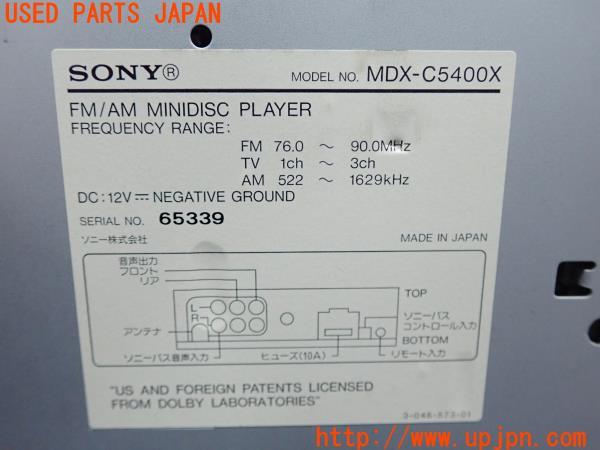 USED PARTS JAPAN
SONY® MODEL NO. MDX-C5400X
FM/AM MINIDISC PLAYER
FREQUENCY RANGE:
FM 76.0 ～ 90.0MHz
TV 1ch ～ 3ch
AM 522 ～ 1629kHz
DC:12V⎓NEGATIVE GROUND
SERIAL NO. 65339
ソニー株式会社 MADE IN JAPAN
音声出力
フロント
リア
TOP
L
R
アンテナ
ソニーバス
コントロール入力
BOTTOM
ソニーバス音声入力 ヒューズ(10A) リモート入力
"US AND FOREIGN PATENTS LICENSED
FROM DOLBY LABORATORIES"
3-046-573-01
中古部品 www.upjpn.com